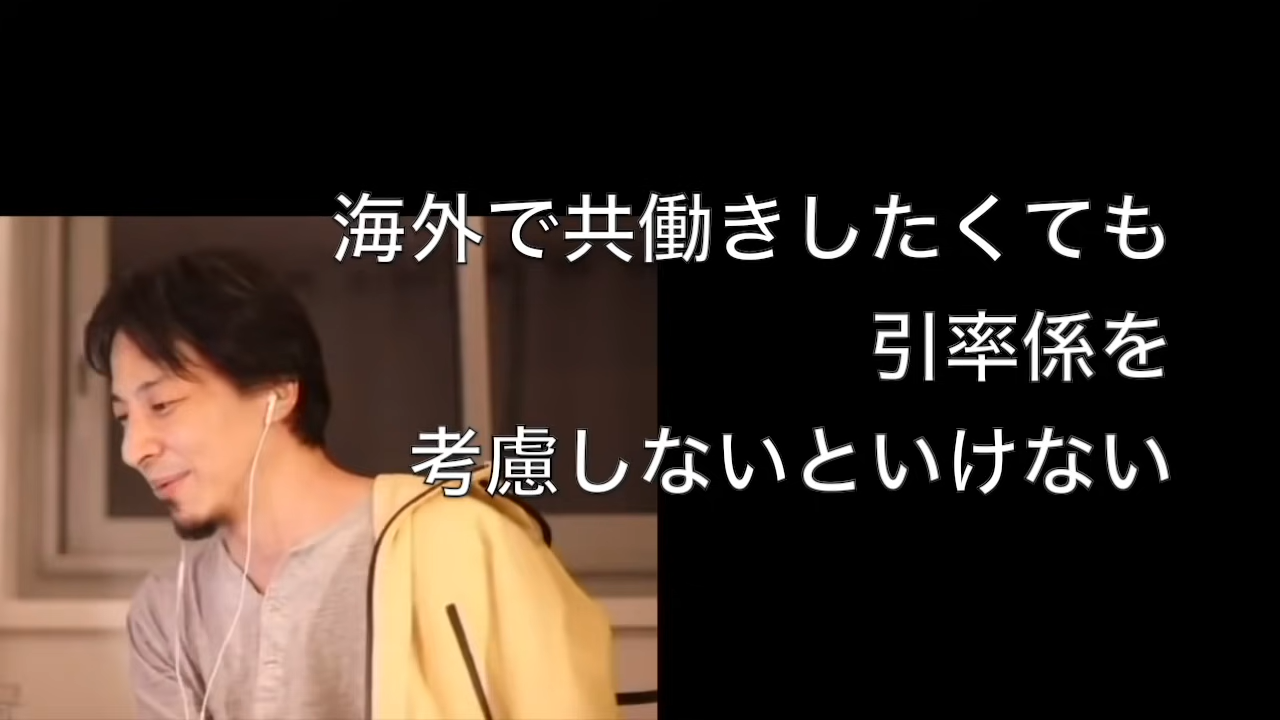 海外で共働きしたくても
引率係を
考慮しないといけない